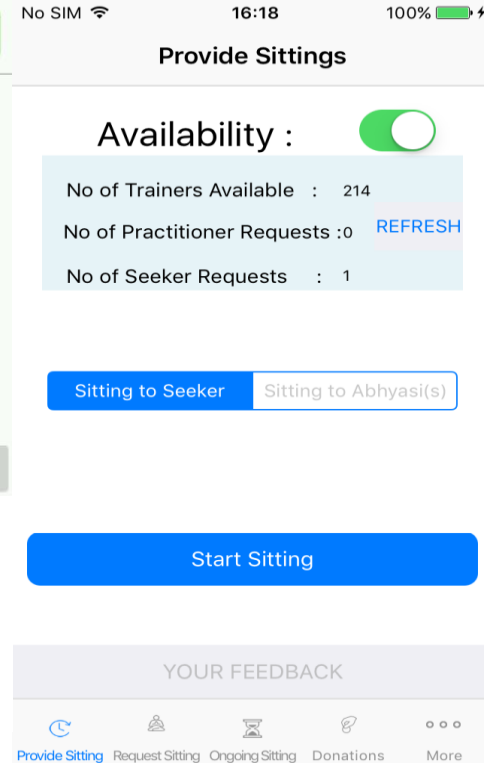 No SIM 16:18 100%
Provide Sittings
Availability :
No of Trainers Available : 214
No of Practitioner Requests :0
REFRESH
No of Seeker Requests : 1
Sitting to Seeker Sitting to Abhyasi(s)
Start Sitting
YOUR FEEDBACK
Provide Sitting Request Sitting Ongoing Sitting Donations More